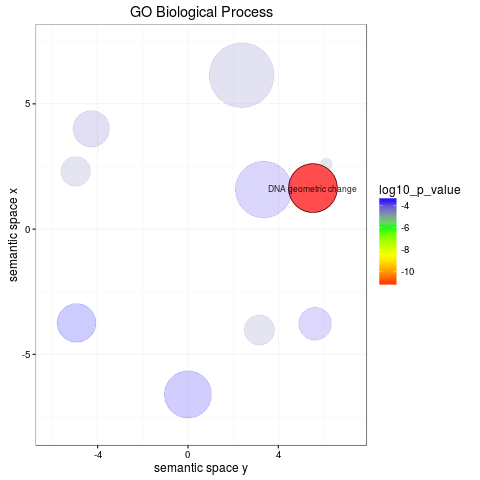 GO Biological Process
5
0
-5
semantic space x
DNA geometric change
-4
0
4
semantic space y
log10_p_value
-4
-6
-8
-10